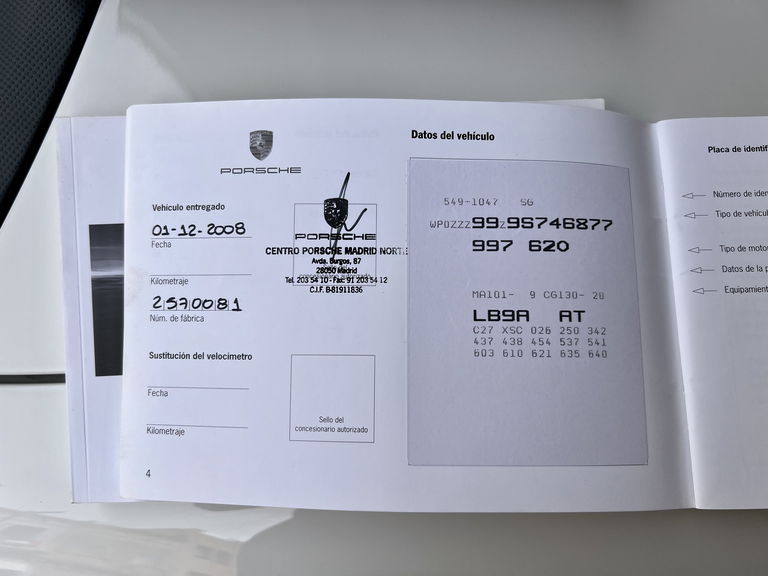 PORSCHE
Vehículo entregado
01-12-2008
Fecha
Kilometraje
2570081
Núm. de fábrica
PORSCHE
CENTRO PORSCHE MADRID NORTE
Avda. Burgos, 87
28050 Madrid
concesionario autorizado
Tel. 203 54 10 - Fax: 91 203 54 12
C.I.F. B-81911836
Sustitución del velocímetro
Fecha
Kilometraje
Sello del
concesionario autorizado
4
Datos del vehículo
549-1047 SG
WP0ZZZ99Z9S746877
997 620
MA101- 9 CG130- 20
LB9A AT
C27 XSC 026 250 342
437 438 454 537 541
603 610 621 635 640
Placa de identif
Número de iden
Tipo de vehícul
Tipo de motor
Datos de la p
Equipamient